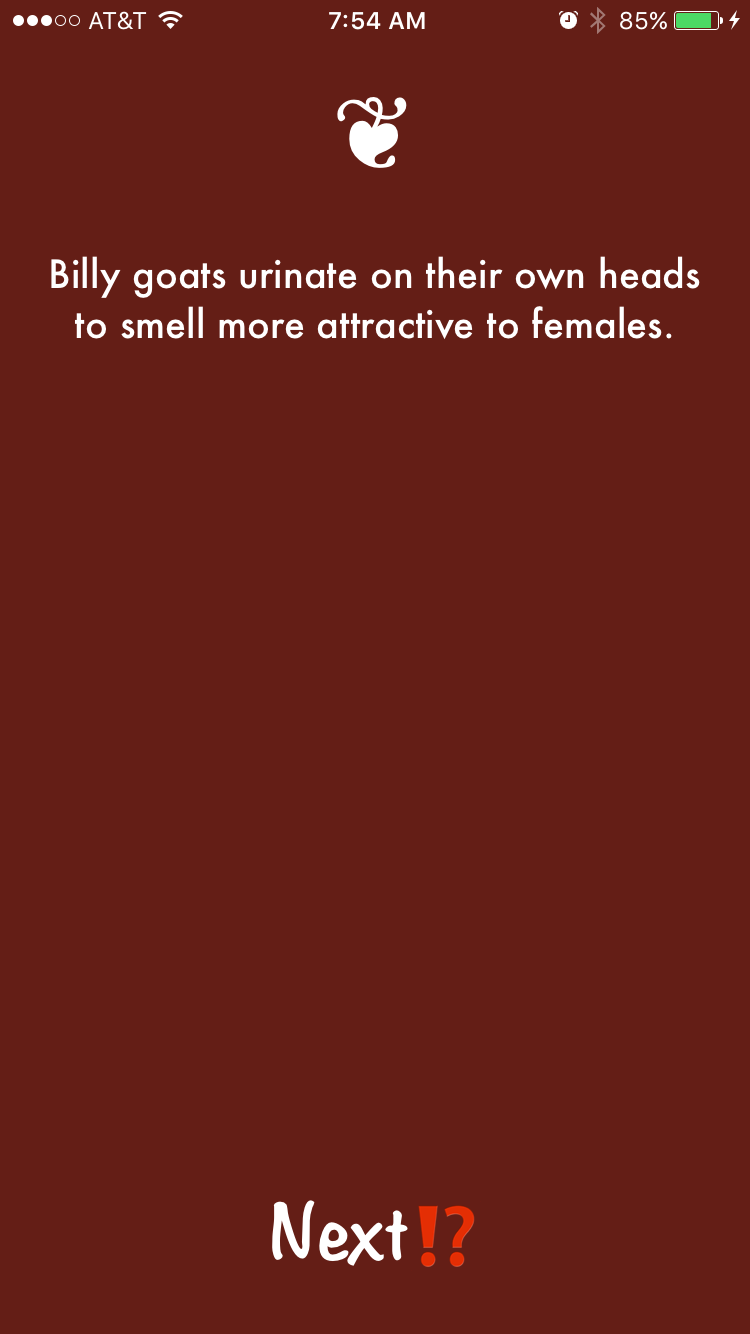 AT&T 7:54 AM 85%
❦
Billy goats urinate on their own heads
to smell more attractive to females.
Next⁉️